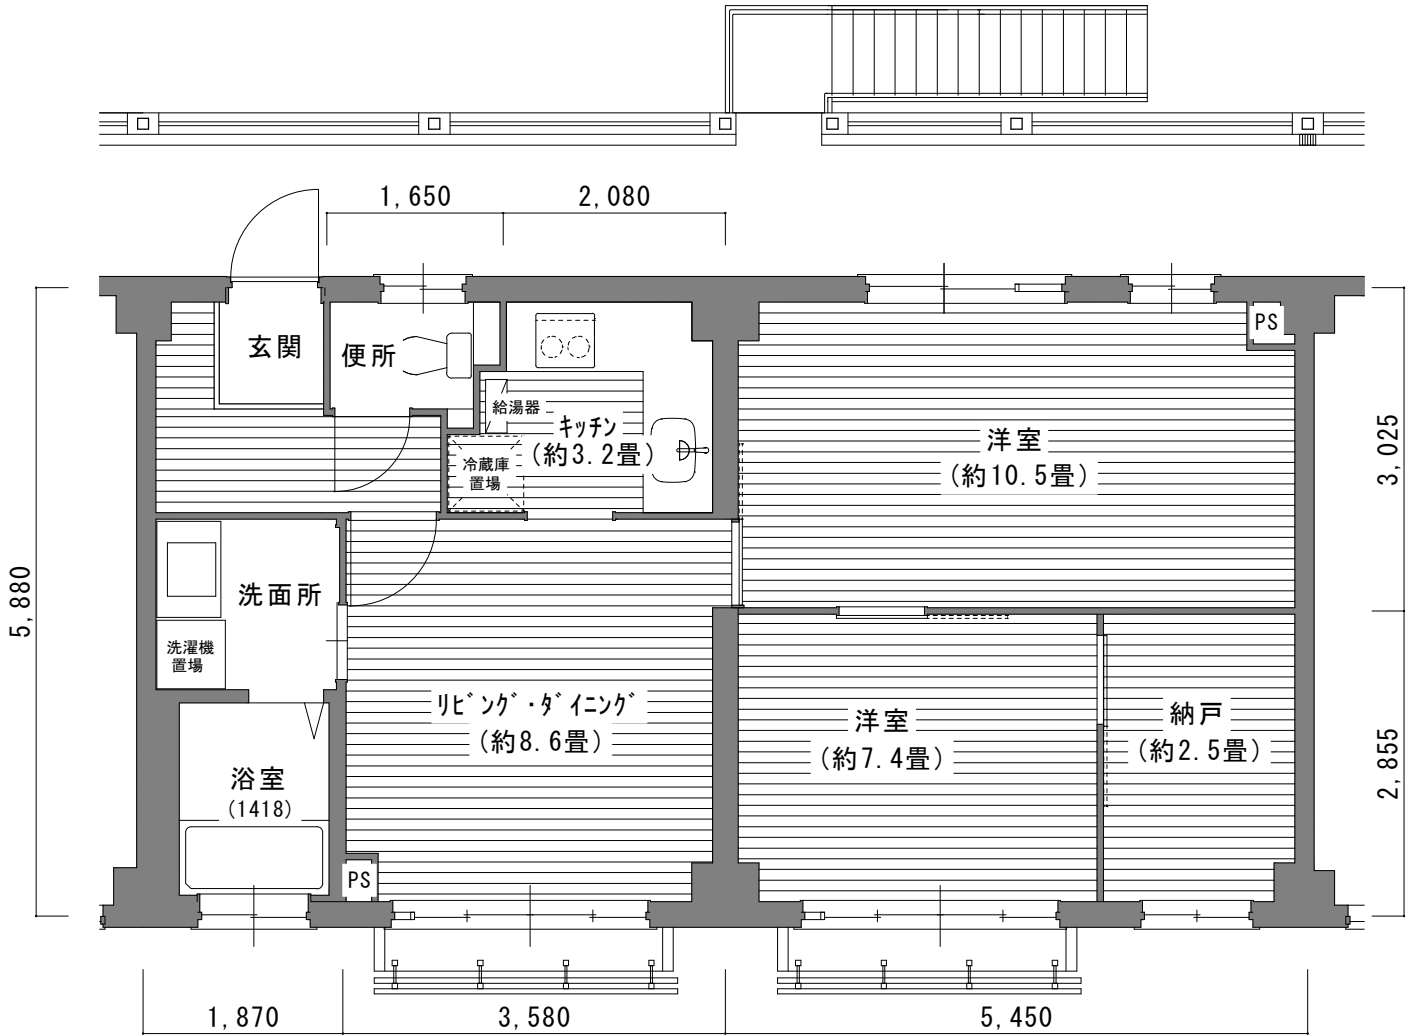 1,650
2,080
玄関
便所
PS
給湯器
キッチン
(約3.2畳)
冷蔵庫
置場
洋室
(約10.5畳)
3,025
5,880
洗面所
洗濯機
置場
リビング・ダイニング
(約8.6畳)
洋室
(約7.4畳)
納戸
(約2.5畳)
2,855
浴室
(1418)
PS
1,870
3,580
5,450